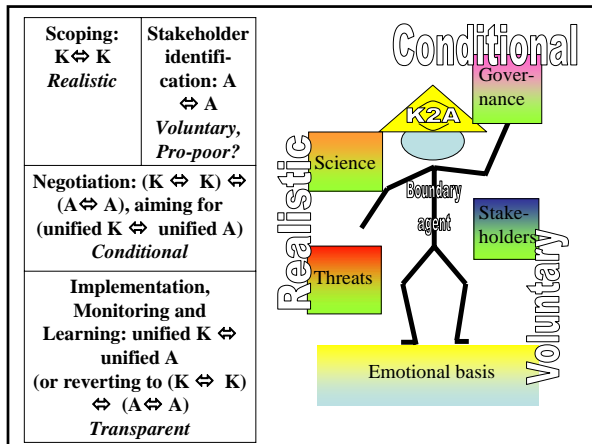 Scoping:
K⇔ K
Realistic
Stakeholder
identifi-
cation: A
⇔ A
Voluntary,
Pro-poor?
Negotiation: (K ⇔ K) ⇔
(A⇔ A), aiming for
(unified K ⇔ unified A)
Conditional
Implementation,
Monitoring and
Learning: unified K ⇔
unified A
(or reverting to (K ⇔ K)
⇔ (A⇔ A)
Transparent
Conditional
Gover-
nance
K2A
Science
Realistic
Boundary
agent
Stake-
holders
Threats
Voluntary
Emotional basis